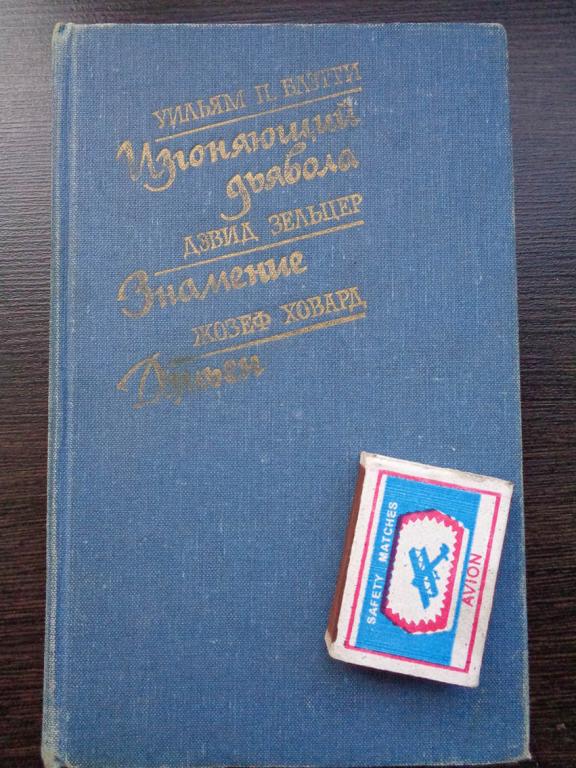 УИЛЬЯМ П. БЛЭТТИ
Изгоняющий
дьявола
ДЭВИД ЗЕЛЬЦЕР
Знамение
ЖОЗЕФ ХОВАРД
Дэмьен
SAFETY MATCHES
AVION